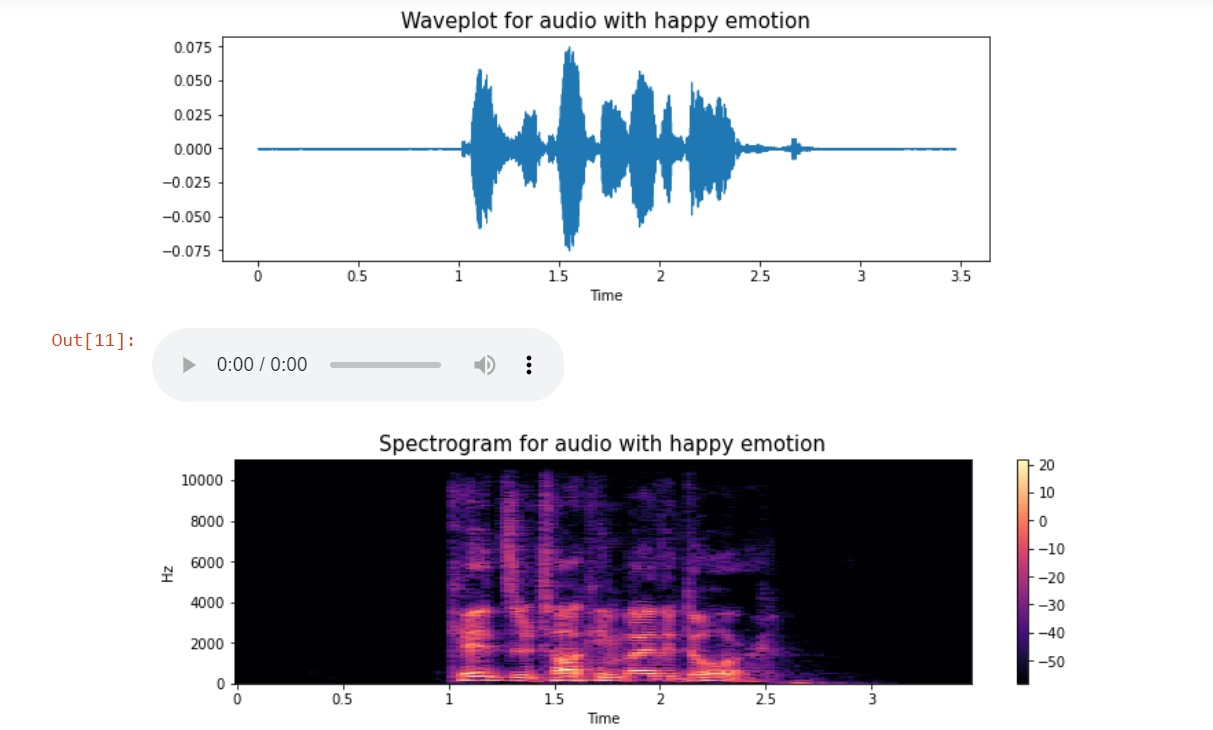 Waveplot for audio with happy emotion
0.075
0.050
0.025
0.000
−0.025
−0.050
−0.075
0 0.5 1 1.5 2 2.5 3 3.5
Time
Out[11]:
0:00 / 0:00
Spectrogram for audio with happy emotion
10000
8000
6000
4000
2000
0
Hz
0 0.5 1 1.5 2 2.5 3
Time
20
10
0
−10
−20
−30
−40
−50